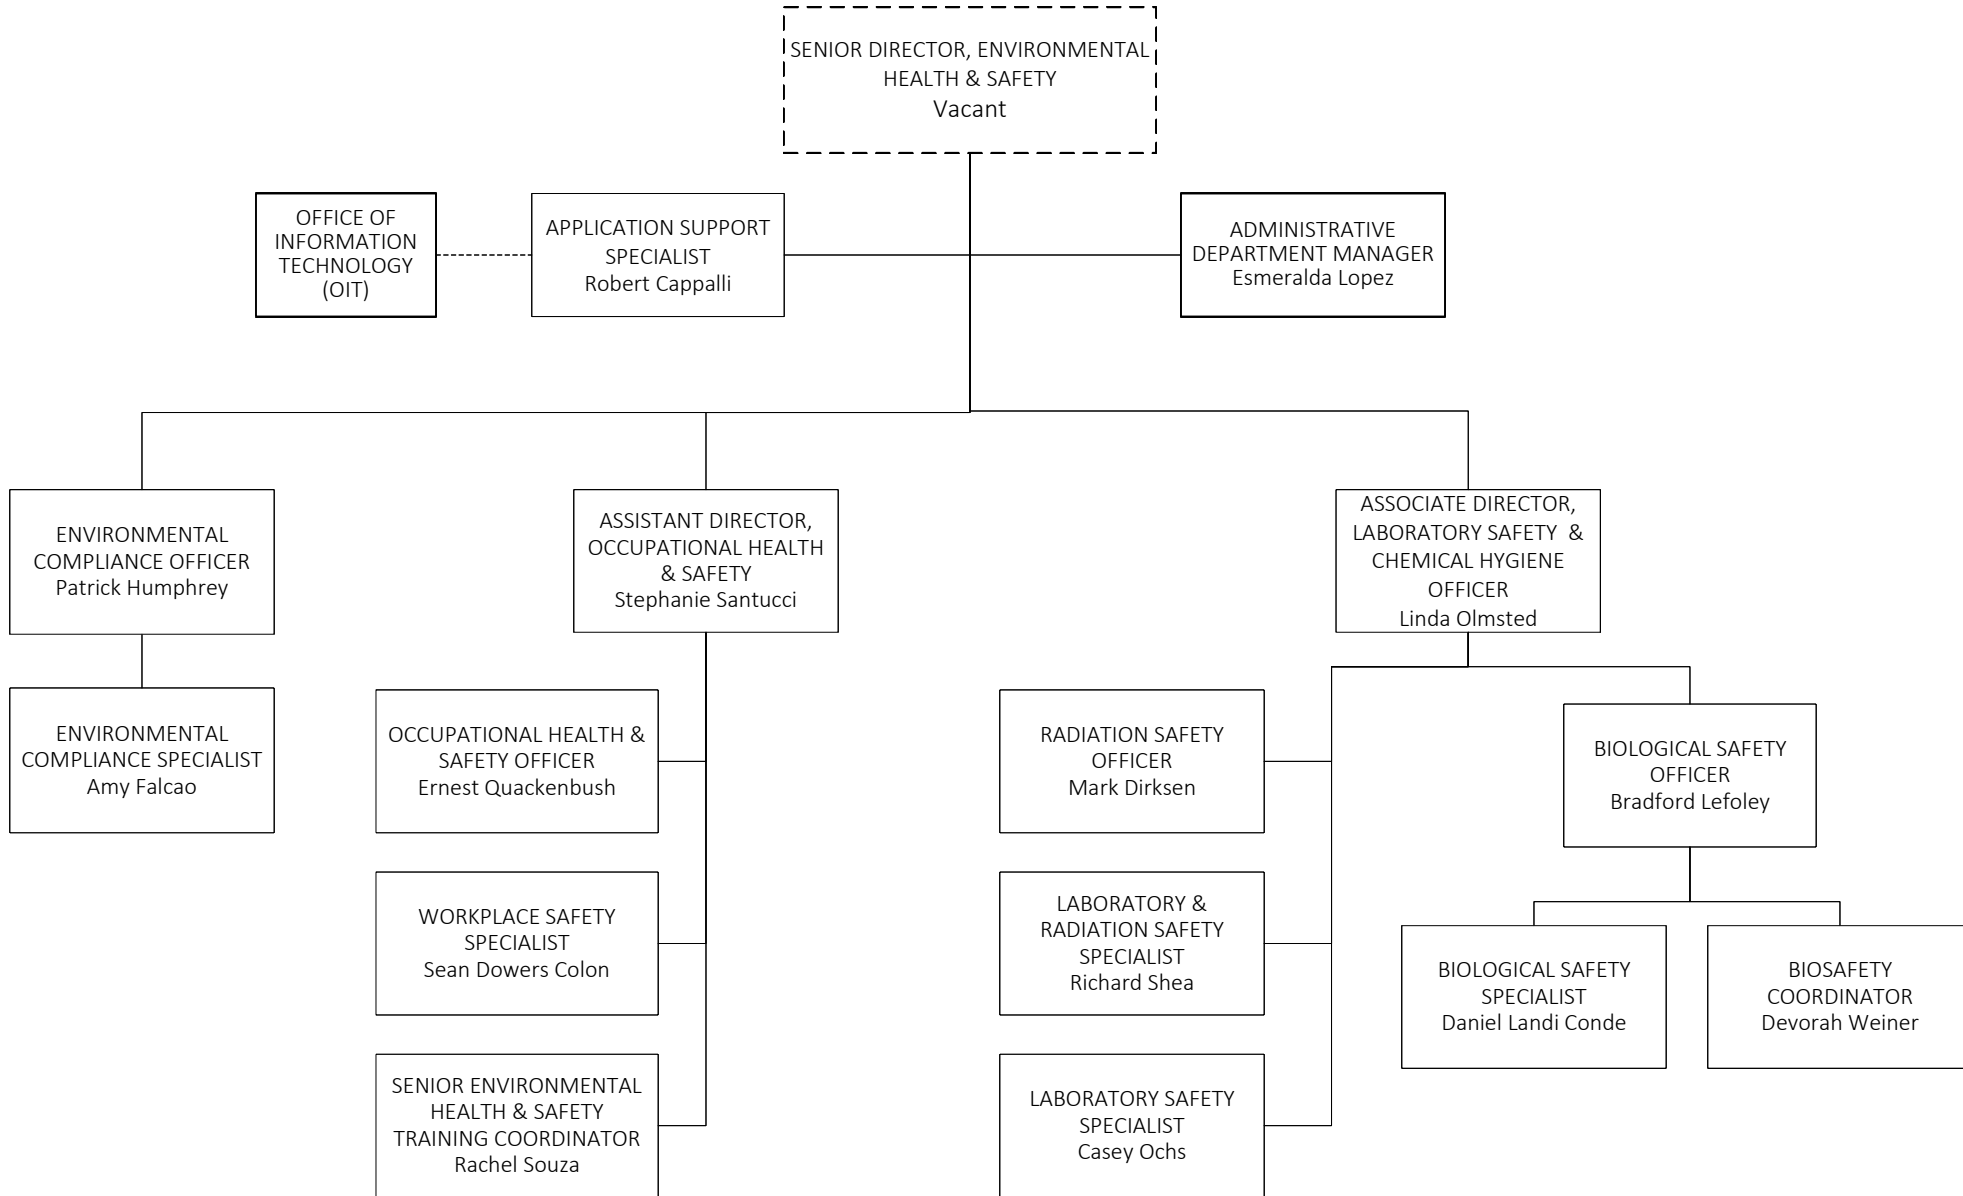 SENIOR DIRECTOR, ENVIRONMENTAL
HEALTH & SAFETY
Vacant
OFFICE OF
INFORMATION
TECHNOLOGY
(OIT)
APPLICATION SUPPORT
SPECIALIST
Robert Cappalli
ADMINISTRATIVE
DEPARTMENT MANAGER
Esmeralda Lopez
ENVIRONMENTAL
COMPLIANCE OFFICER
Patrick Humphrey
ASSISTANT DIRECTOR,
OCCUPATIONAL HEALTH
& SAFETY
Stephanie Santucci
ASSOCIATE DIRECTOR,
LABORATORY SAFETY &
CHEMICAL HYGIENE
OFFICER
Linda Olmsted
ENVIRONMENTAL
COMPLIANCE SPECIALIST
Amy Falcao
OCCUPATIONAL HEALTH &
SAFETY OFFICER
Ernest Quackenbush
RADIATION SAFETY
OFFICER
Mark Dirksen
BIOLOGICAL SAFETY
OFFICER
Bradford Lefoley
WORKPLACE SAFETY
SPECIALIST
Sean Dowers Colon
LABORATORY &
RADIATION SAFETY
SPECIALIST
Richard Shea
BIOLOGICAL SAFETY
SPECIALIST
Daniel Landi Conde
BIOSAFETY
COORDINATOR
Devorah Weiner
SENIOR ENVIRONMENTAL
HEALTH & SAFETY
TRAINING COORDINATOR
Rachel Souza
LABORATORY SAFETY
SPECIALIST
Casey Ochs